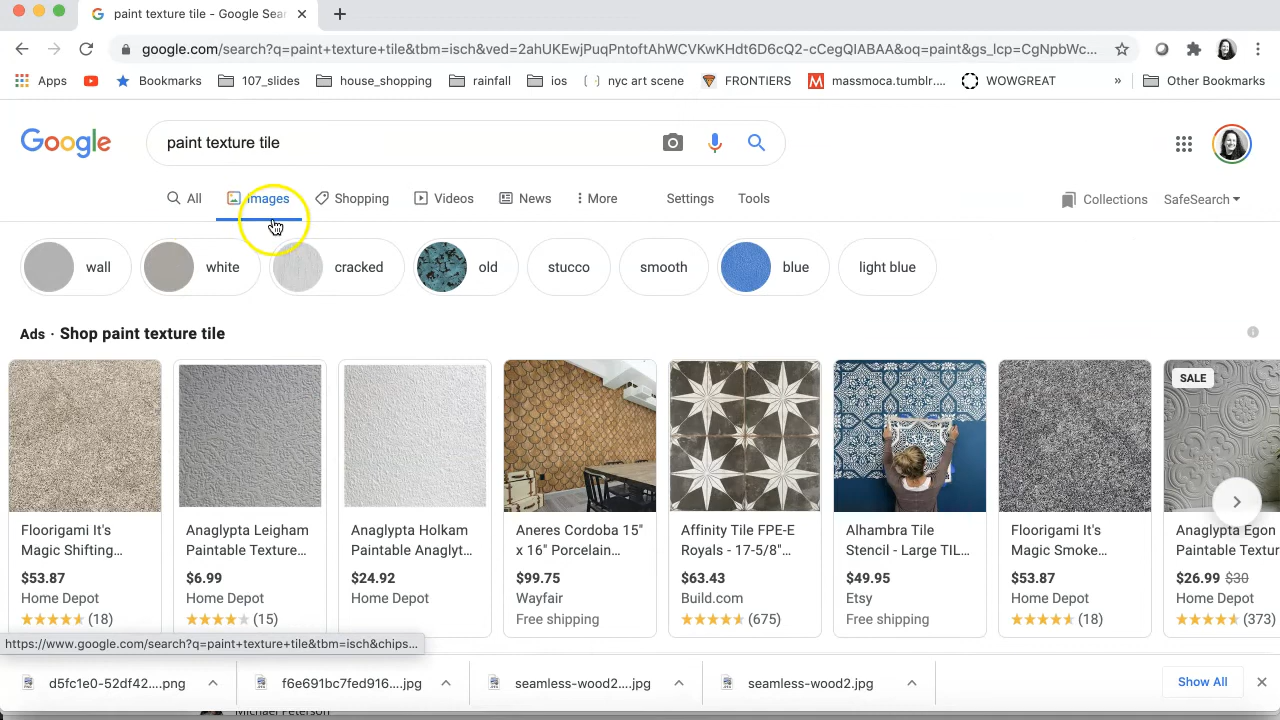 paint texture tile - Google Sear
google.com/search?q=paint+texture+tile&tbm=isch&ved=2ahUKEwjPuqPntoftAhWCVKwKHdt6D6cQ2-cCegQIABAA&oq=paint&gs_lcp=CgNpbWc...
Apps Bookmarks 107_slides house_shopping rainfall ios nyc art scene FRONTIERS massmoca.tumblr.... WOWGREAT » Other Bookmarks
Google paint texture tile
All Images Shopping Videos News More Settings Tools Collections SafeSearch
wall white cracked old stucco smooth blue light blue
Ads · Shop paint texture tile
SALE
Floorigami It's Magic Shifting...
$53.87
Home Depot
(18)
Anaglypta Leigham Paintable Texture...
$6.99
Home Depot
(15)
Anaglypta Holkam Paintable Anaglypt...
$24.92
Home Depot
Aneres Cordoba 15" x 16" Porcelain...
$99.75
Wayfair
Free shipping
Affinity Tile FPE-E Royals - 17-5/8"...
$63.43
Build.com
(675)
Alhambra Tile Stencil - Large TIL...
$49.95
Etsy
Free shipping
Floorigami It's Magic Smoke...
$53.87
Home Depot
(18)
Anaglypta Egon Paintable Textur
$26.99 $30
Home Depot
(373)
https://www.google.com/search?q=paint+texture+tile&tbm=isch&chips...
d5fc1e0-52df42....png f6e691bc7fed916....jpg seamless-wood2....jpg seamless-wood2.jpg Show All